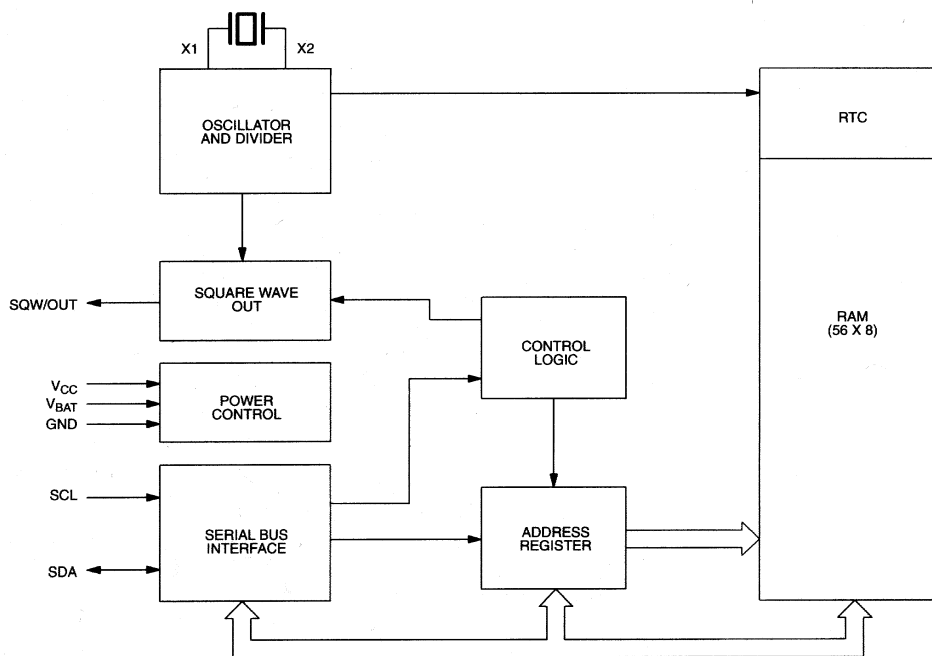 X1 X2
OSCILLATOR
AND DIVIDER
RTC
SQUARE WAVE
OUT
SQW/OUT
CONTROL
LOGIC
RAM
(56 X 8)
VCC
VBAT
GND
POWER
CONTROL
SCL
SDA
SERIAL BUS
INTERFACE
ADDRESS
REGISTER